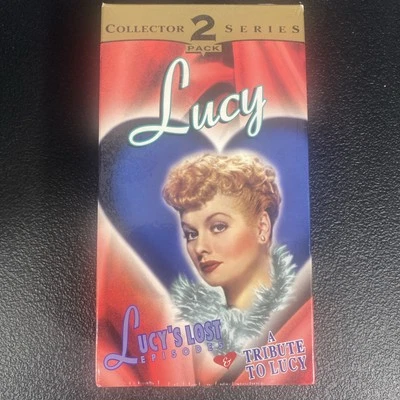 COLLECTOR 2 SERIES
PACK
Lucy
LUCY'S LOST
EPISODES
&
A
TRIBUTE
TO LUCY